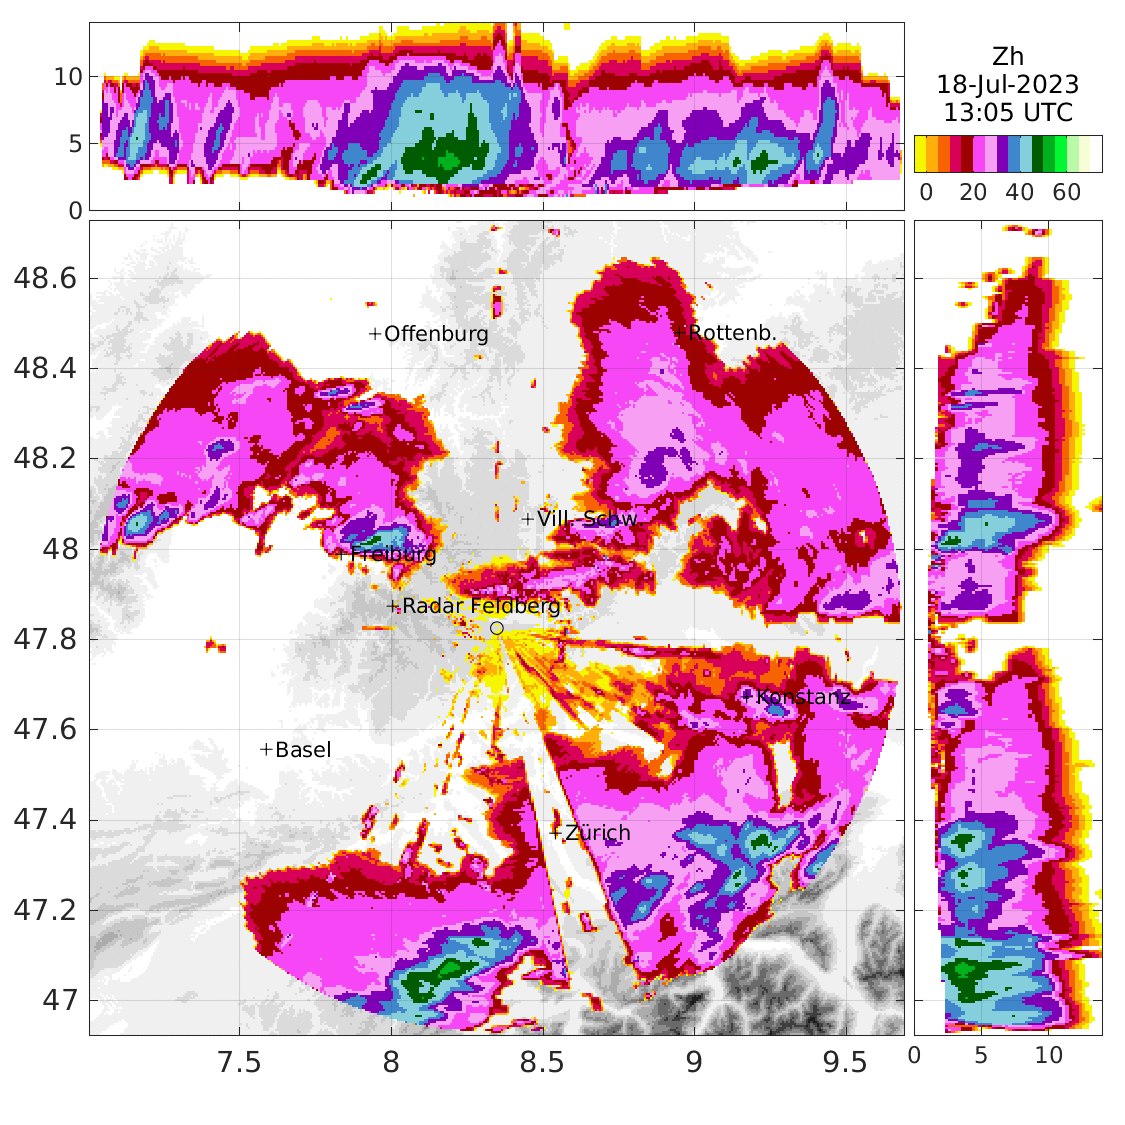 10
5
0
Zh
18-Jul-2023
13:05 UTC
0 20 40 60
48.6
48.4
48.2
48
47.8
47.6
47.4
47.2
47
+Offenburg
+Rottenb.
+Vill.-Schw
+Freiburg
+Radar Feldberg
+Konstanz
+Basel
+Zürich
7.5 8 8.5 9 9.5
0 5 10